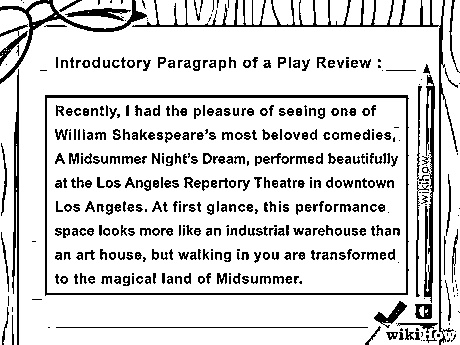 Introductory Paragraph of a Play Review :
Recently, I had the pleasure of seeing one of
William Shakespeare's most beloved comedies,
A Midsummer Night's Dream, performed beautifully
at the Los Angeles Repertory Theatre in downtown
Los Angeles. At first glance, this performance
space looks more like an industrial warehouse than
an art house, but walking in you are transformed
to the magical land of Midsummer.
wikihow
wikiHow